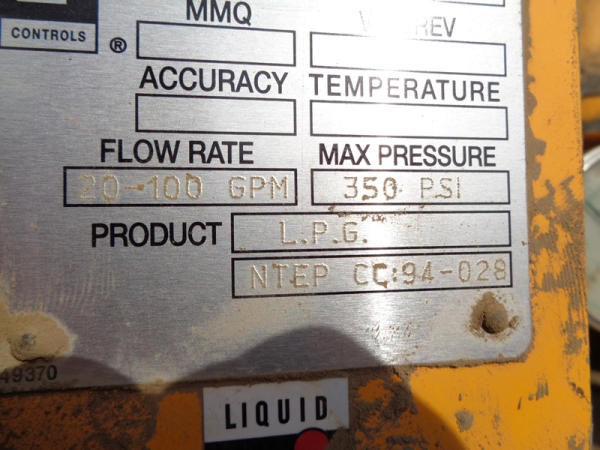 MMQ
REV
CONTROLS ®
ACCURACY TEMPERATURE
FLOW RATE MAX PRESSURE
20-100 GPM 350 PSI
PRODUCT L.P.G.
NTEP CC:94-028
49370
LIQUID